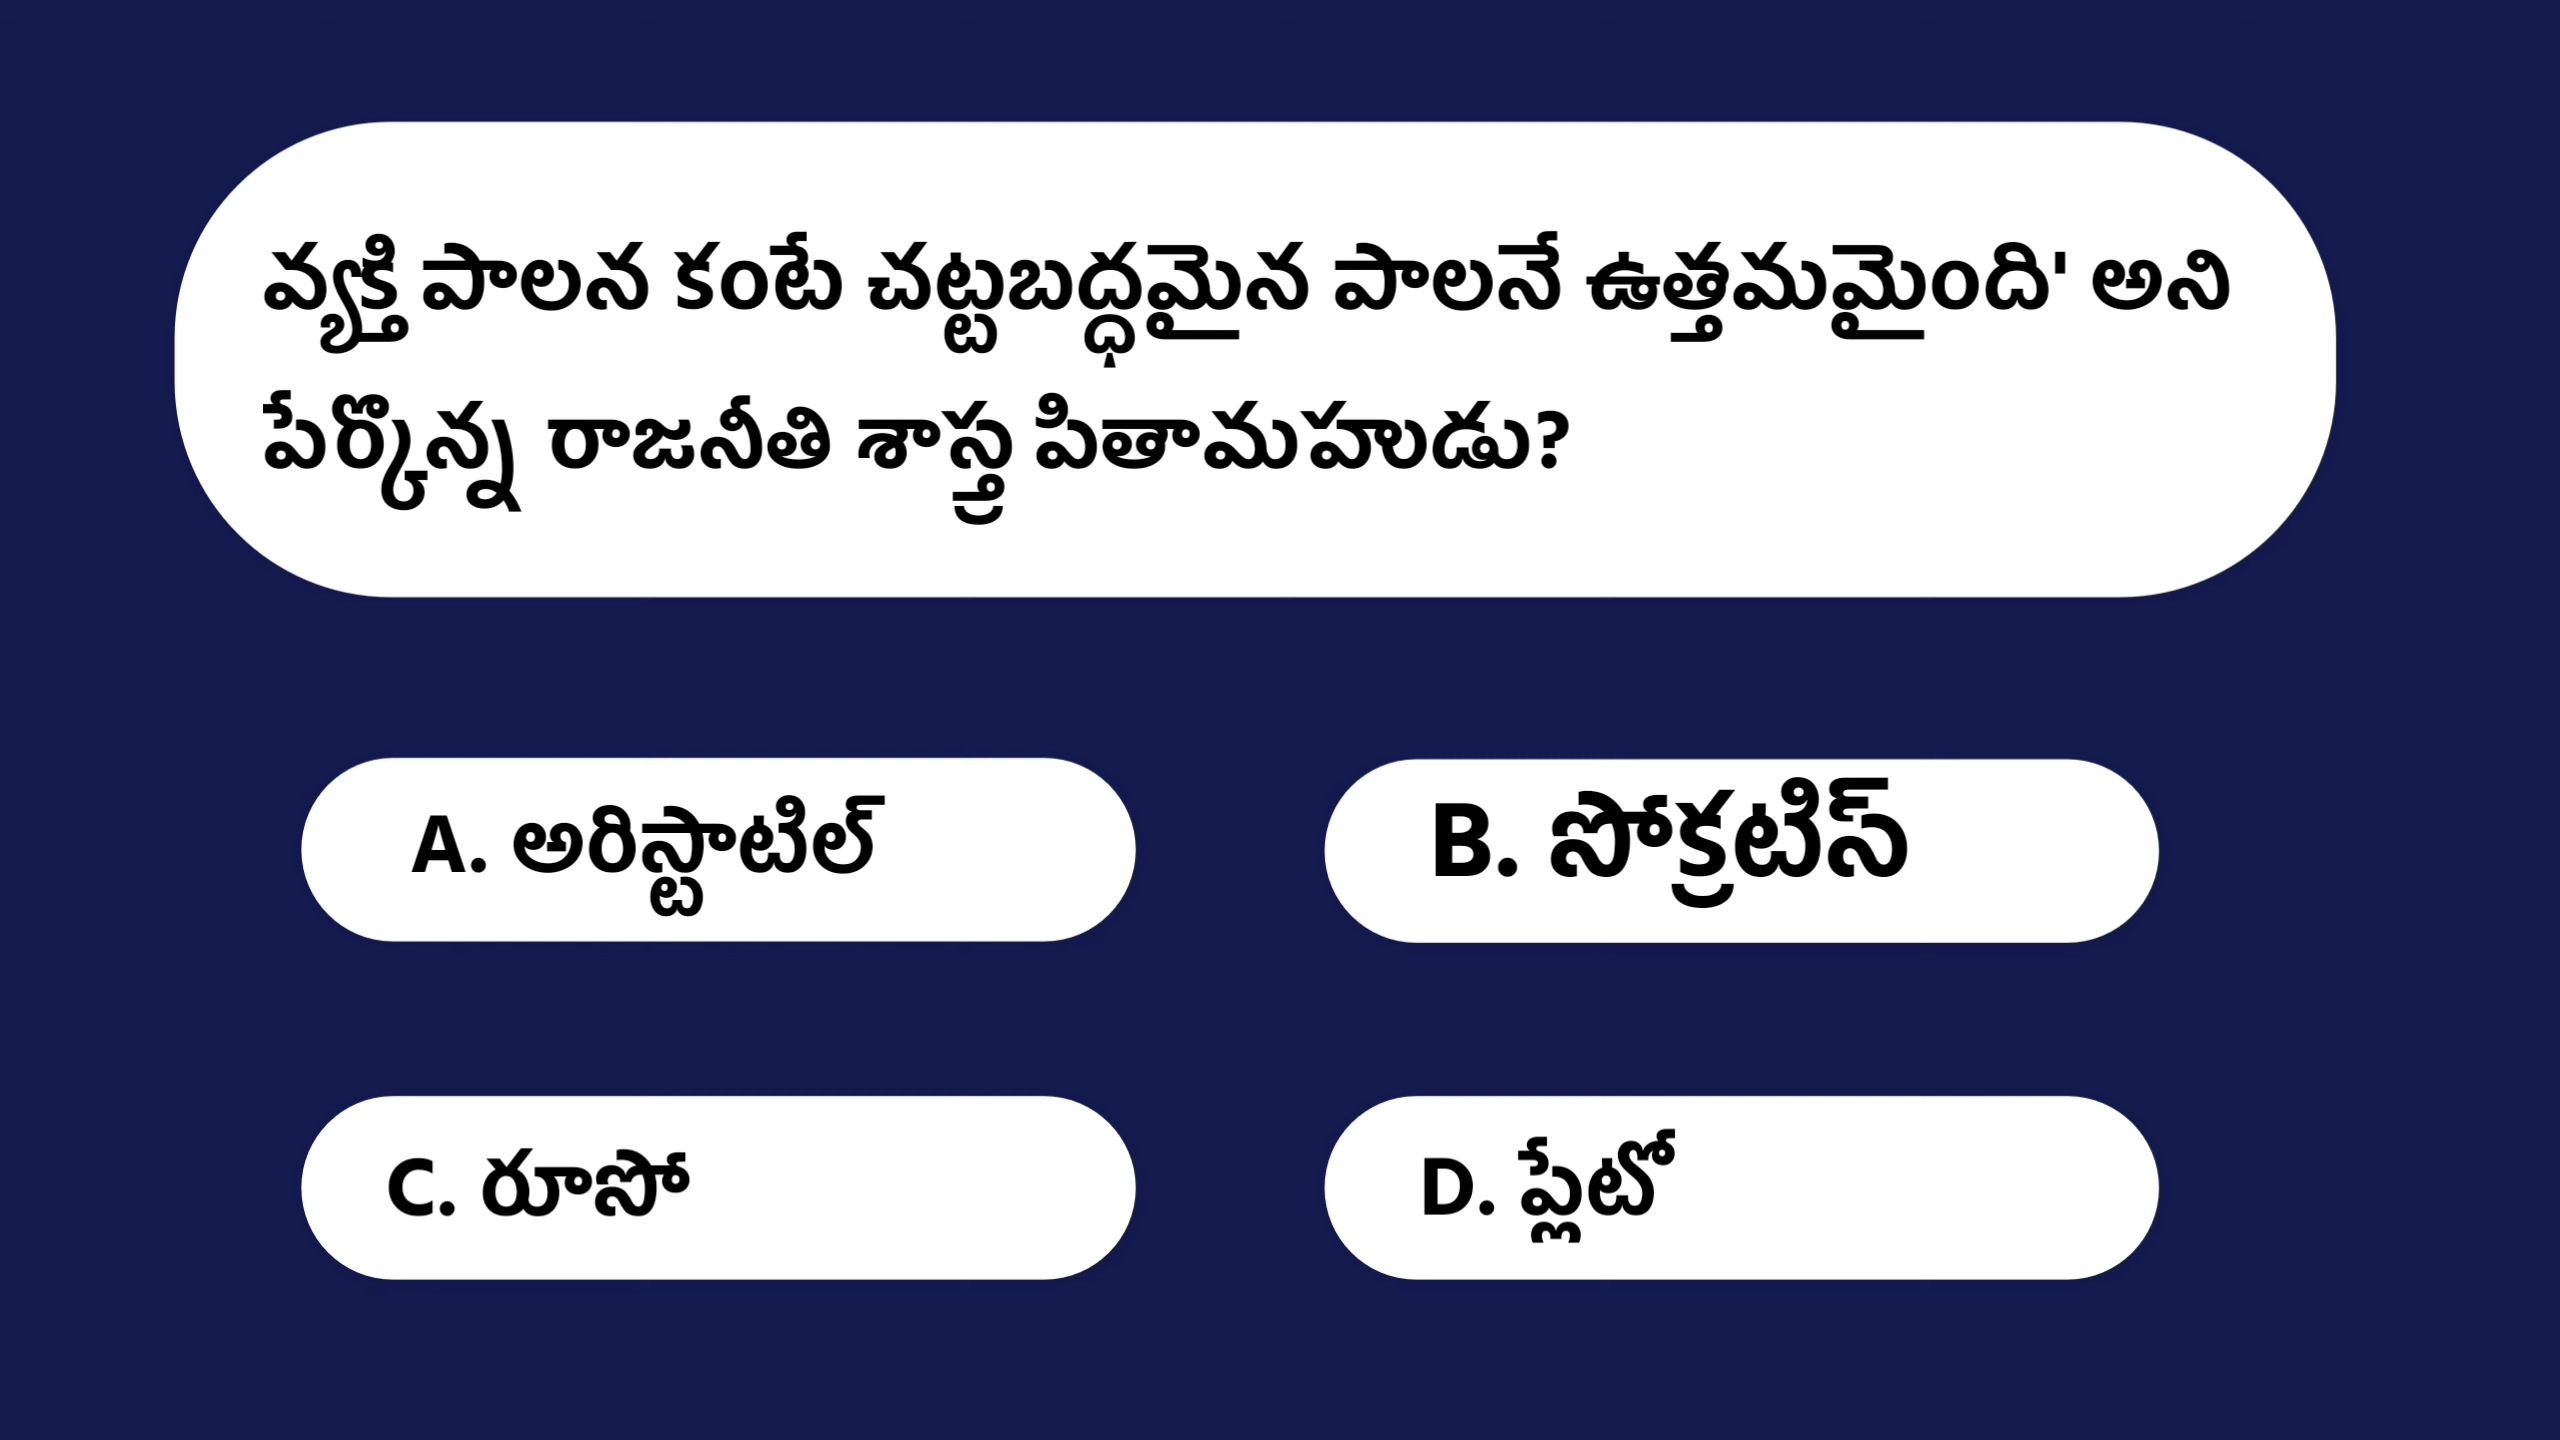 వ్యక్తి పాలన కంటే చట్టబద్ధమైన పాలనే ఉత్తమమైంది' అని
పేర్కొన్న రాజనీతి శాస్త్ర పితామహుడు?
A. అరిస్టాటిల్
B. సోక్రటిస్
C. రూసో
D. ప్లేటో